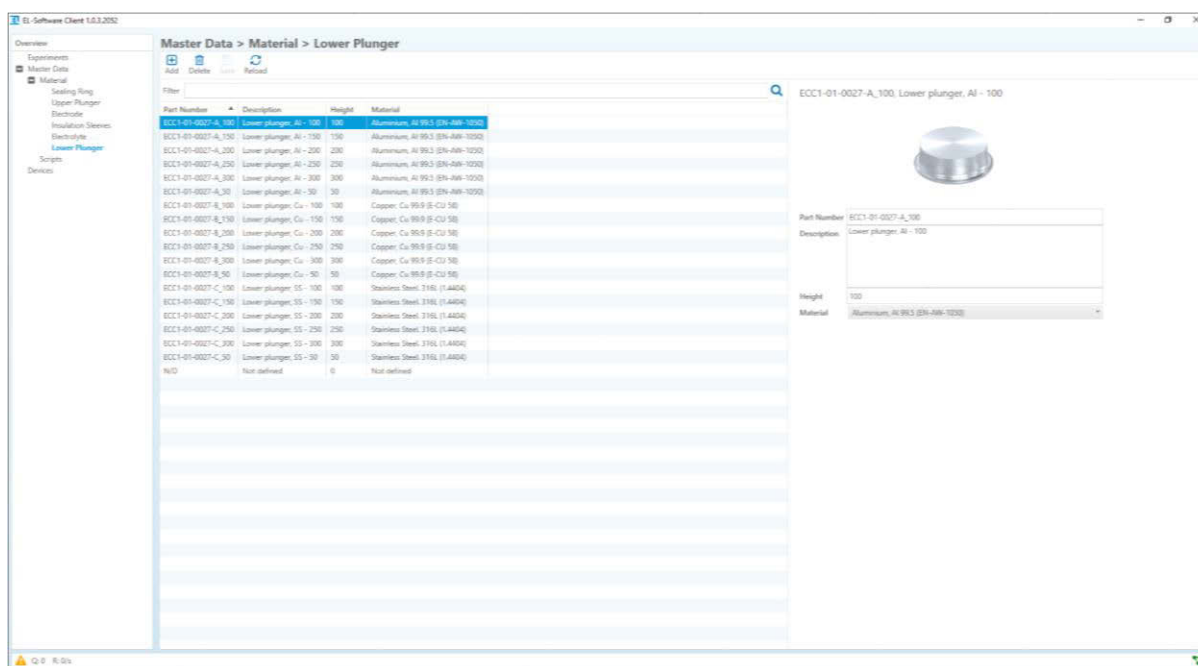 EL-Software Client 1.0.3.2092
Overview
Experiments
Master Data
Material
Sealing Ring
Upper Plunger
Electrode
Insulation Sleeves
Electrolyte
Lower Plunger
Scripts
Devices
Master Data > Material > Lower Plunger
Add Delete Save Reload
Filter
Part Number Description Height Material
ECC1-01-0027-A_100 Lower plunger, Al - 100 100 Aluminium, Al 99.5 (EN-AW-1050)
ECC1-01-0027-A_150 Lower plunger, Al - 150 150 Aluminium, Al 99.5 (EN-AW-1050)
ECC1-01-0027-A_200 Lower plunger, Al - 200 200 Aluminium, Al 99.5 (EN-AW-1050)
ECC1-01-0027-A_250 Lower plunger, Al - 250 250 Aluminium, Al 99.5 (EN-AW-1050)
ECC1-01-0027-A_300 Lower plunger, Al - 300 300 Aluminium, Al 99.5 (EN-AW-1050)
ECC1-01-0027-A_50 Lower plunger, Al - 50 50 Aluminium, Al 99.5 (EN-AW-1050)
ECC1-01-0027-B_100 Lower plunger, Cu - 100 100 Copper, Cu 99.9 (E-CU 58)
ECC1-01-0027-B_150 Lower plunger, Cu - 150 150 Copper, Cu 99.9 (E-CU 58)
ECC1-01-0027-B_200 Lower plunger, Cu - 200 200 Copper, Cu 99.9 (E-CU 58)
ECC1-01-0027-B_250 Lower plunger, Cu - 250 250 Copper, Cu 99.9 (E-CU 58)
ECC1-01-0027-B_300 Lower plunger, Cu - 300 300 Copper, Cu 99.9 (E-CU 58)
ECC1-01-0027-B_50 Lower plunger, Cu - 50 50 Copper, Cu 99.9 (E-CU 58)
ECC1-01-0027-C_100 Lower plunger, SS - 100 100 Stainless Steel, 316L (1.4404)
ECC1-01-0027-C_150 Lower plunger, SS - 150 150 Stainless Steel, 316L (1.4404)
ECC1-01-0027-C_200 Lower plunger, SS - 200 200 Stainless Steel, 316L (1.4404)
ECC1-01-0027-C_250 Lower plunger, SS - 250 250 Stainless Steel, 316L (1.4404)
ECC1-01-0027-C_300 Lower plunger, SS - 300 300 Stainless Steel, 316L (1.4404)
ECC1-01-0027-C_50 Lower plunger, SS - 50 50 Stainless Steel, 316L (1.4404)
N/D Not defined 0 Not defined
ECC1-01-0027-A_100, Lower plunger, Al - 100
Part Number ECC1-01-0027-A_100
Description Lower plunger, Al - 100
Height 100
Material Aluminium, Al 99.5 (EN-AW-1050)
Q: 0 R: 0/s